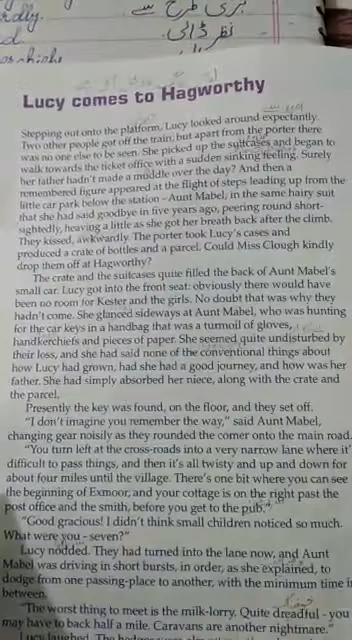 rdly.
بری طرح سے
نظر ڈالی.
Lucy comes to Hagworthy
Stepping out onto the platform, Lucy looked around expectantly.
Two other people got off the train, but apart from the porter there
was no one else to be seen. She picked up the suitcases and began to
walk towards the ticket office with a sudden sinking feeling. Surely
her father hadn't made a muddle over the day? And then a
remembered figure appeared at the flight of steps leading up from the
little car park below the station - Aunt Mabel, in the same hairy suit
that she had said goodbye in five years ago, peering round short-
sightedly, heaving a little as she got her breath back after the climb.
They kissed, awkwardly. The porter took Lucy's cases and
produced a crate of bottles and a parcel. Could Miss Clough kindly
drop them off at Hagworthy?
The crate and the suitcases quite filled the back of Aunt Mabel's
small car. Lucy got into the front seat: obviously there would have
been no room for Kester and the girls. No doubt that was why they
hadn't come. She glanced sideways at Aunt Mabel, who was hunting
for the car keys in a handbag that was a turmoil of gloves,
handkerchiefs and pieces of paper. She seemed quite undisturbed by
their loss, and she had said none of the conventional things about
how Lucy had grown, had she had a good journey, and how was her
father. She had simply absorbed her niece, along with the crate and
the parcel.
Presently the key was found, on the floor, and they set off.
"I don't imagine you remember the way," said Aunt Mabel,
changing gear noisily as they rounded the corner onto the main road.
"You turn left at the cross-roads into a very narrow lane where it's
difficult to pass things, and then it's all twisty and up and down for
about four miles until the village. There's one bit where you can see
the beginning of Exmoor, and your cottage is on the right past the
post office and the smith, before you get to the pub."
"Good gracious! I didn't think small children noticed so much.
What were you - seven?"
Lucy nodded. They had turned into the lane now, and Aunt
Mabel was driving in short bursts, in order, as she explained, to
dodge from one passing-place to another, with the minimum time i
between.
"The worst thing to meet is the milk-lorry. Quite dreadful - you
may have to back half a mile. Caravans are another nightmare."
Lucy laughed. The